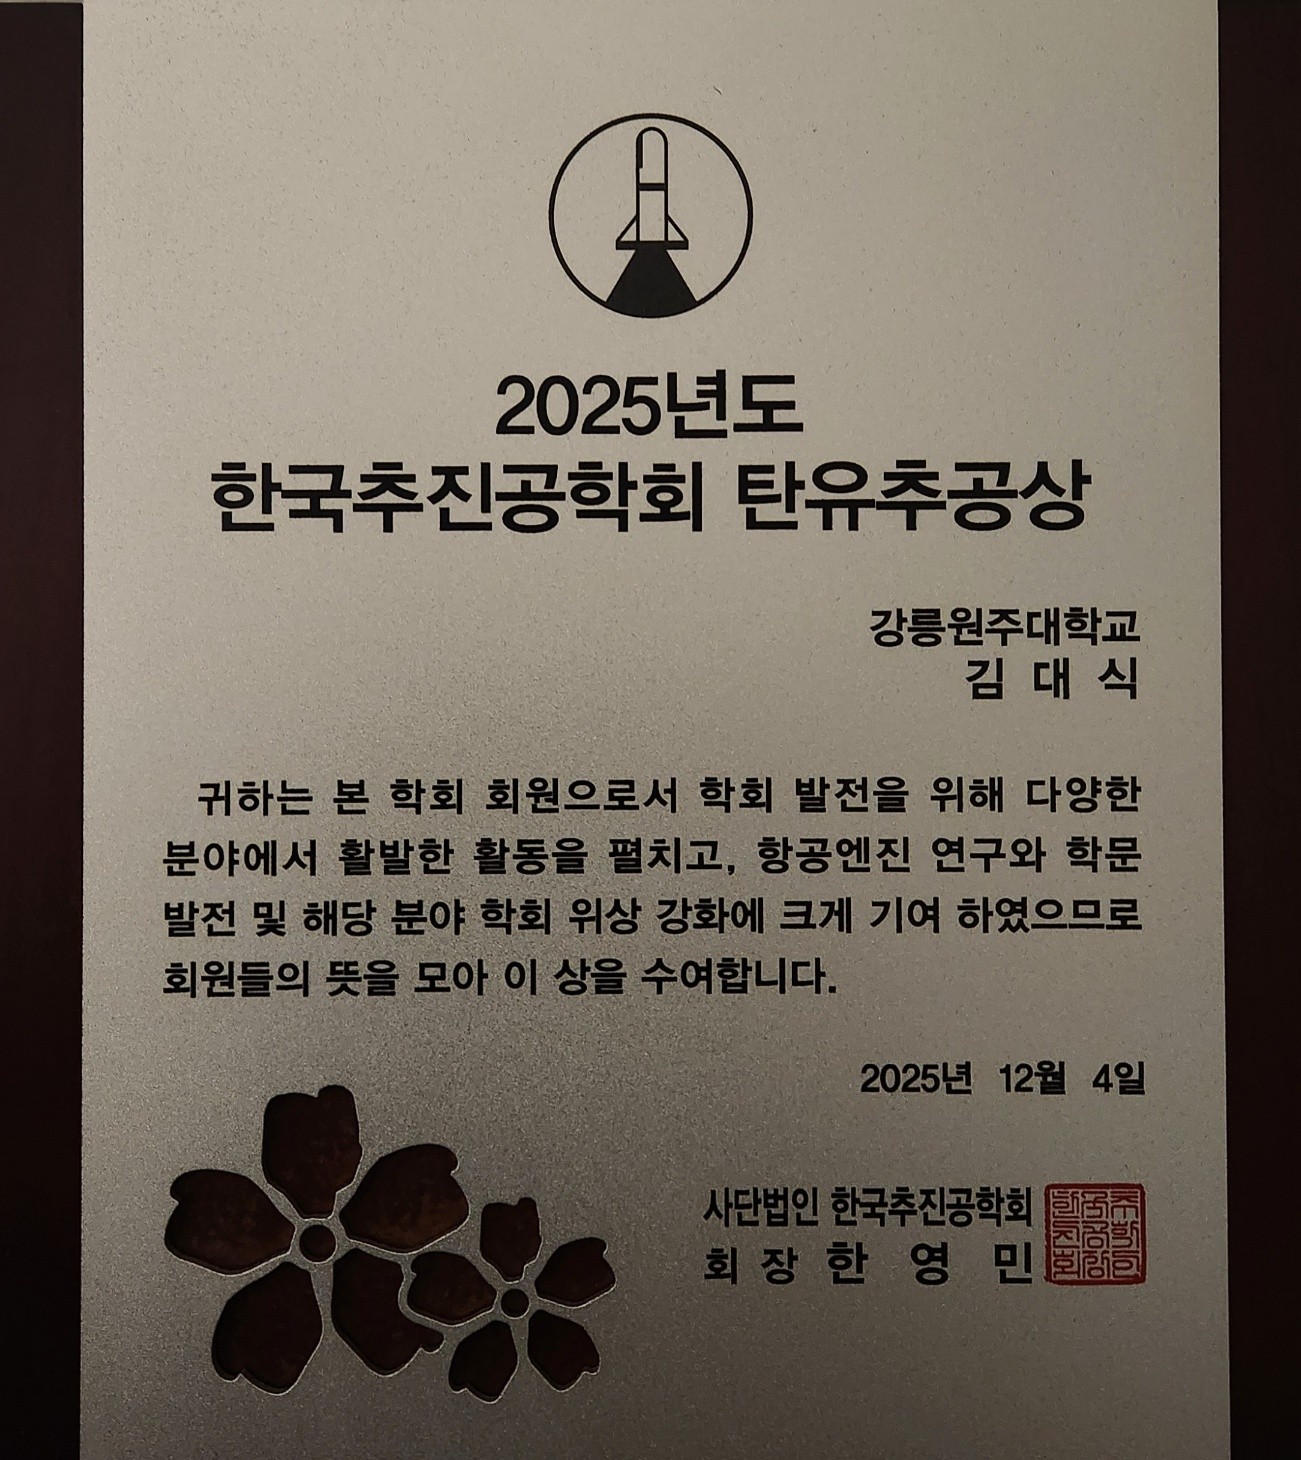 2025년도
한국추진공학회 탄유추공상
강릉원주대학교
김 대 식
귀하는 본 학회 회원으로서 학회 발전을 위해 다양한
분야에서 활발한 활동을 펼치고, 항공엔진 연구와 학문
발전 및 해당 분야 학회 위상 강화에 크게 기여 하였으므로
회원들의 뜻을 모아 이 상을 수여합니다.
2025년 12월 4일
사단법인 한국추진공학회
회 장 한 영 민